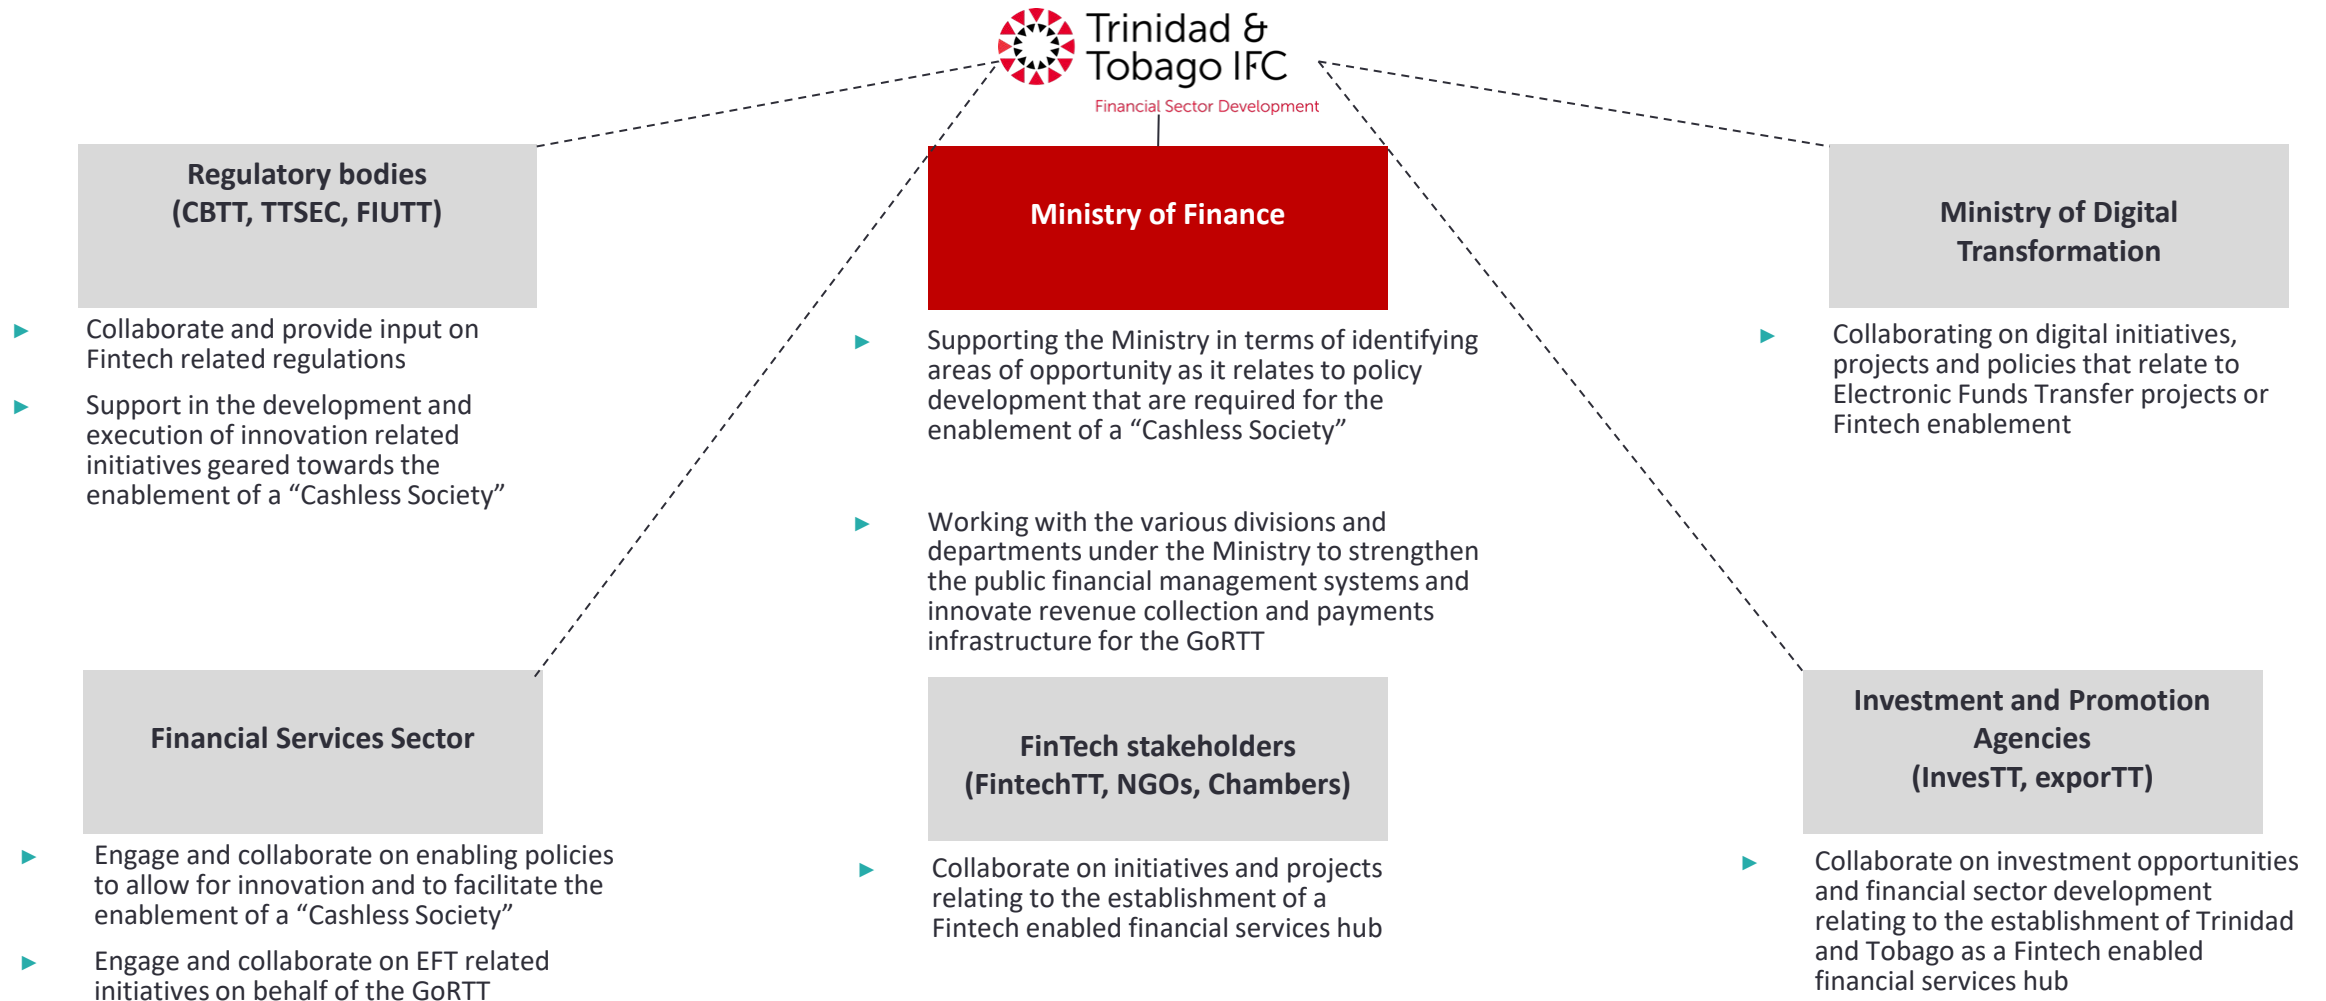 Trinidad &
Tobago IFC
Financial Sector Development
Regulatory bodies
(CBTT, TTSEC, FIUTT)
► Collaborate and provide input on
Fintech related regulations
► Support in the development and
execution of innovation related
initiatives geared towards the
enablement of a “Cashless Society”
Ministry of Finance
► Supporting the Ministry in terms of identifying
areas of opportunity as it relates to policy
development that are required for the
enablement of a “Cashless Society”
► Working with the various divisions and
departments under the Ministry to strengthen
the public financial management systems and
innovate revenue collection and payments
infrastructure for the GoRTT
Ministry of Digital
Transformation
► Collaborating on digital initiatives,
projects and policies that relate to
Electronic Funds Transfer projects or
Fintech enablement
Financial Services Sector
► Engage and collaborate on enabling policies
to allow for innovation and to facilitate the
enablement of a “Cashless Society”
► Engage and collaborate on EFT related
initiatives on behalf of the GoRTT
FinTech stakeholders
(FintechTT, NGOs, Chambers)
► Collaborate on initiatives and projects
relating to the establishment of a
Fintech enabled financial services hub
Investment and Promotion
Agencies
(InvesTT, exporTT)
► Collaborate on investment opportunities
and financial sector development
relating to the establishment of Trinidad
and Tobago as a Fintech enabled
financial services hub